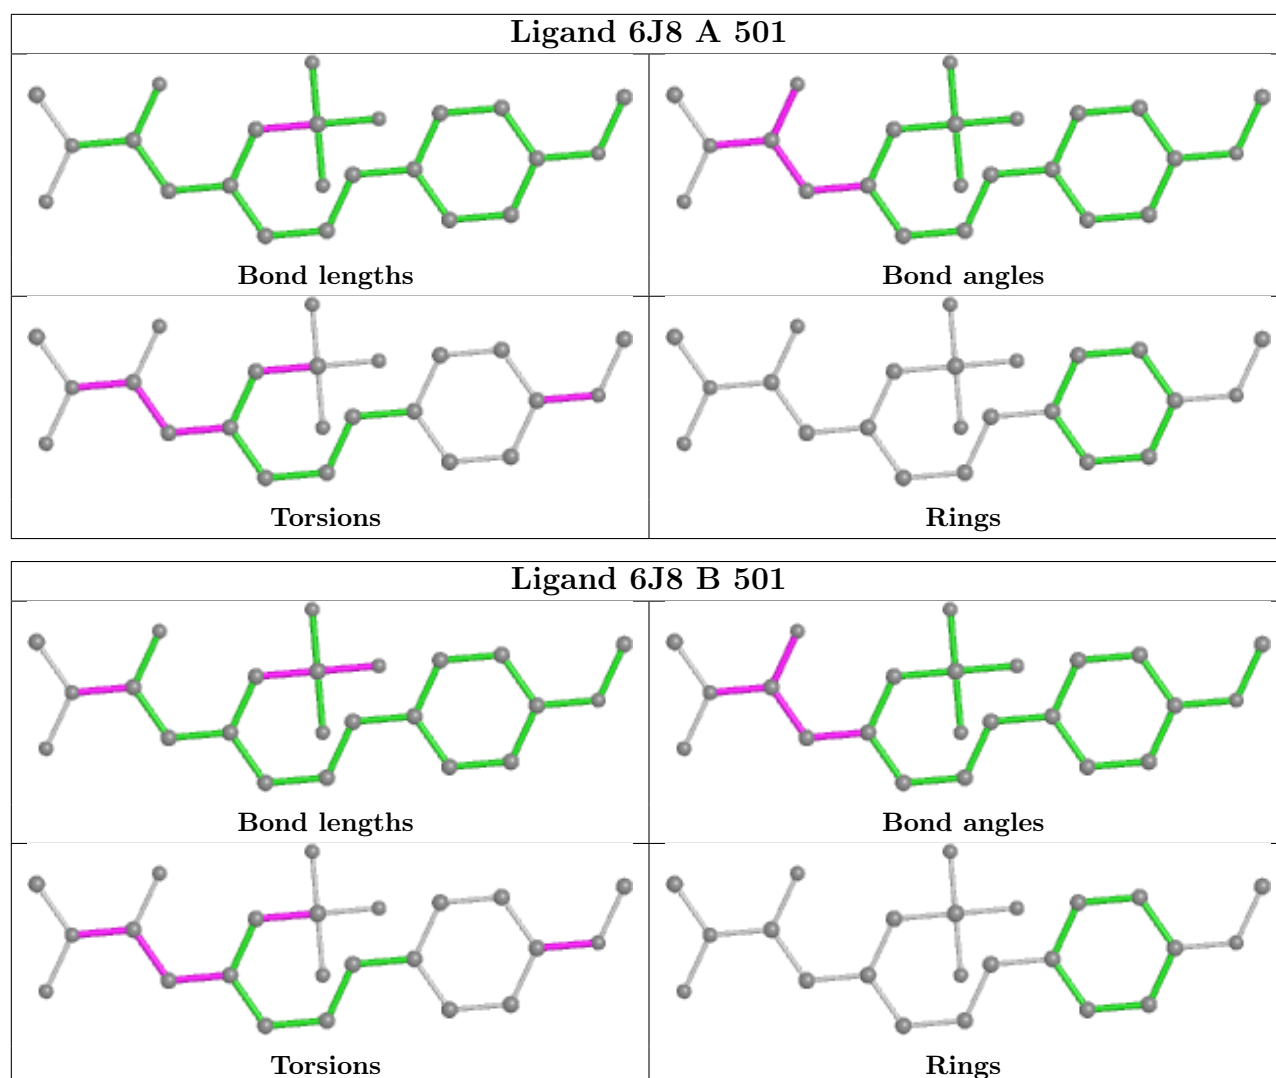 Ligand 6J8 A 501
Bond lengths
Bond angles
Torsions
Rings
Ligand 6J8 B 501
Bond lengths
Bond angles
Torsions
Rings